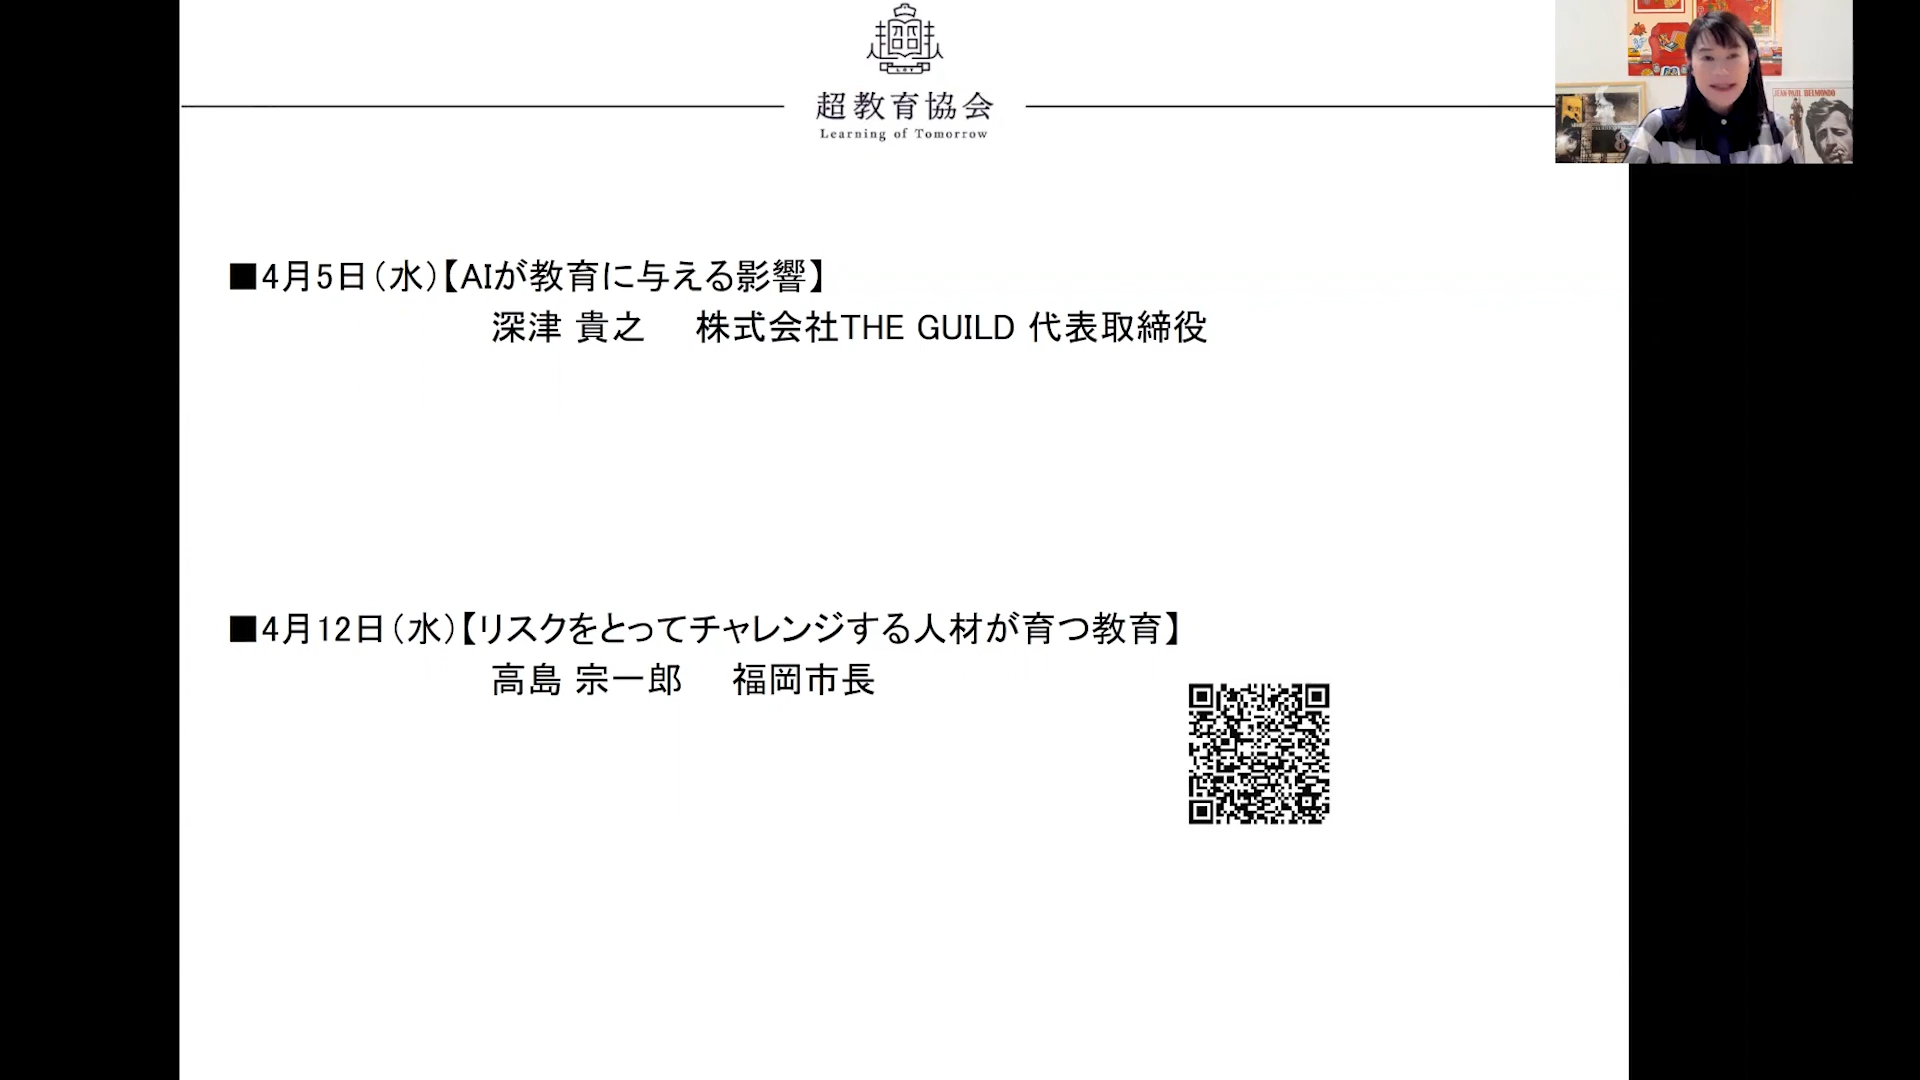 超教育協会
Learning of Tomorrow
JEAN-PAUL BELMONDO
■4月5日（水）【AIが教育に与える影響】
深津 貴之　株式会社THE GUILD 代表取締役
■4月12日（水）【リスクをとってチャレンジする人材が育つ教育】
高島 宗一郎　福岡市長